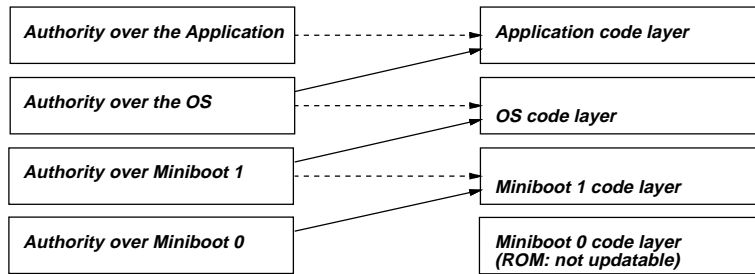 Authority over the Application
Application code layer
Authority over the OS
OS code layer
Authority over Miniboot 1
Miniboot 1 code layer
Authority over Miniboot 0
Miniboot 0 code layer
(ROM: not updatable)